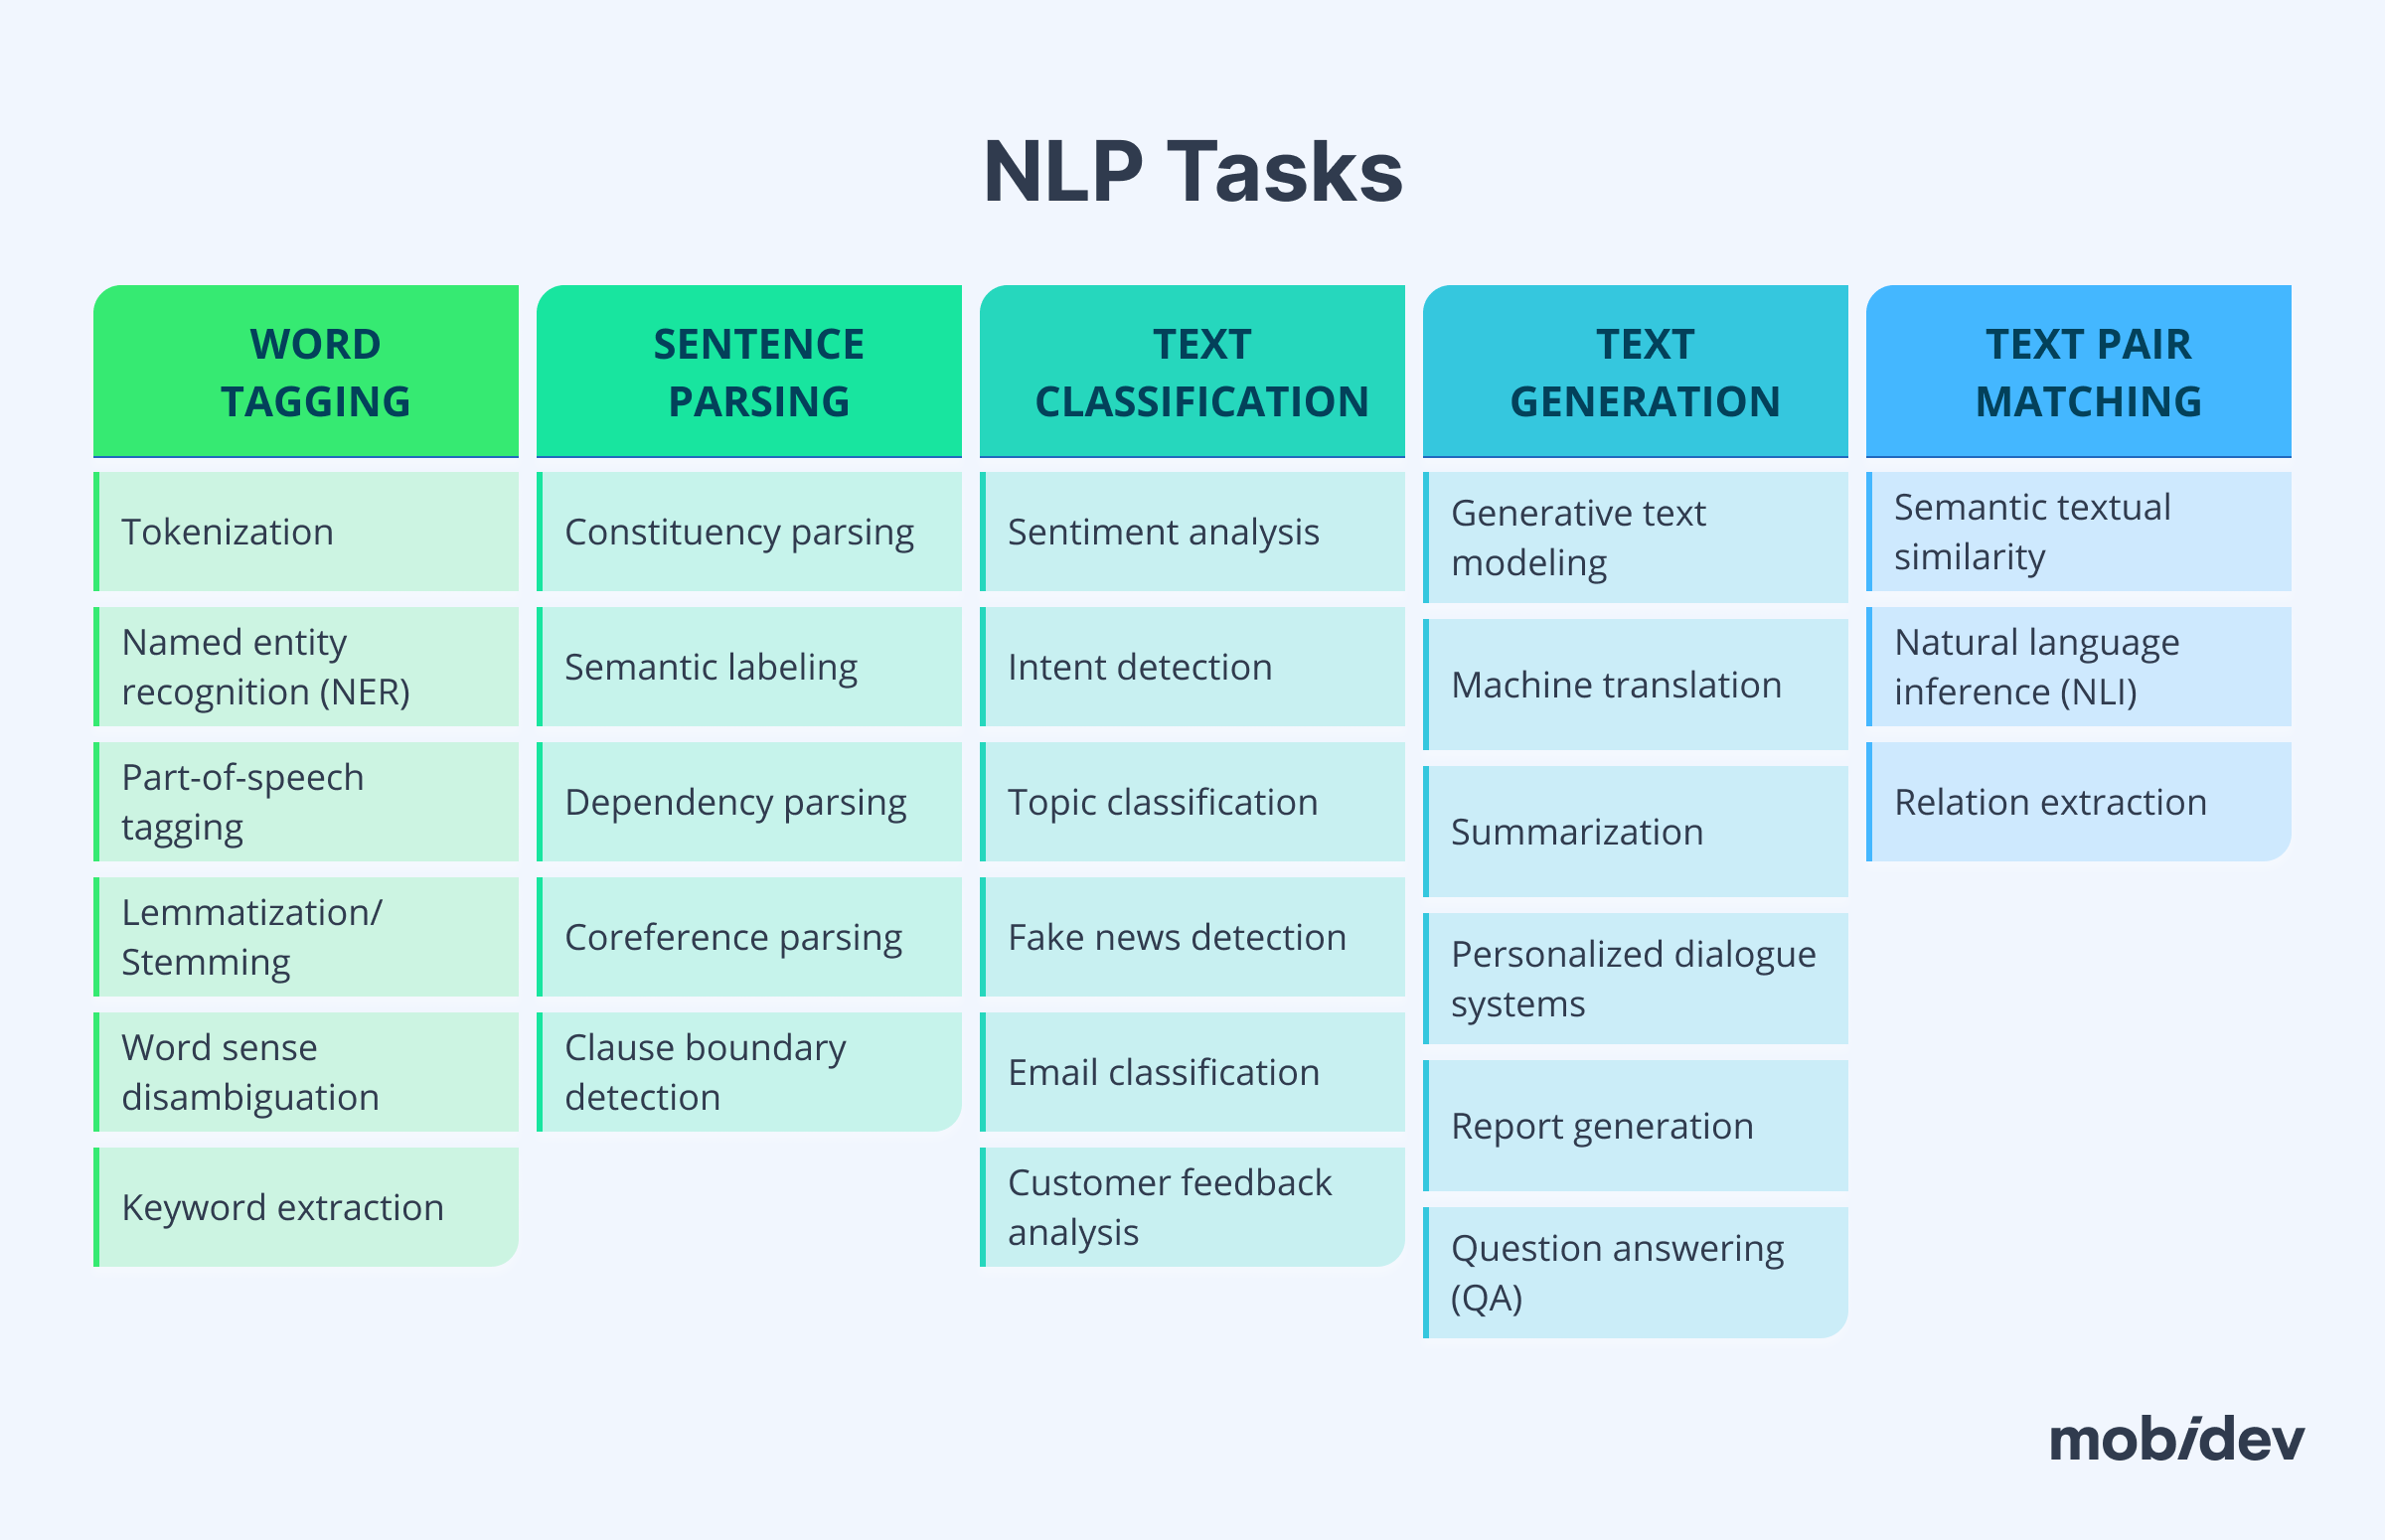 NLP Tasks
WORD
TAGGING
Tokenization
Named entity
recognition (NER)
Part-of-speech
tagging
Lemmatization/
Stemming
Word sense
disambiguation
Keyword extraction
SENTENCE
PARSING
Constituency parsing
Semantic labeling
Dependency parsing
Coreference parsing
Clause boundary
detection
TEXT
CLASSIFICATION
Sentiment analysis
Intent detection
Topic classification
Fake news detection
Email classification
Customer feedback
analysis
TEXT
GENERATION
Generative text
modeling
Machine translation
Summarization
Personalized dialogue
systems
Report generation
Question answering
(QA)
TEXT PAIR
MATCHING
Semantic textual
similarity
Natural language
inference (NLI)
Relation extraction
mobidev